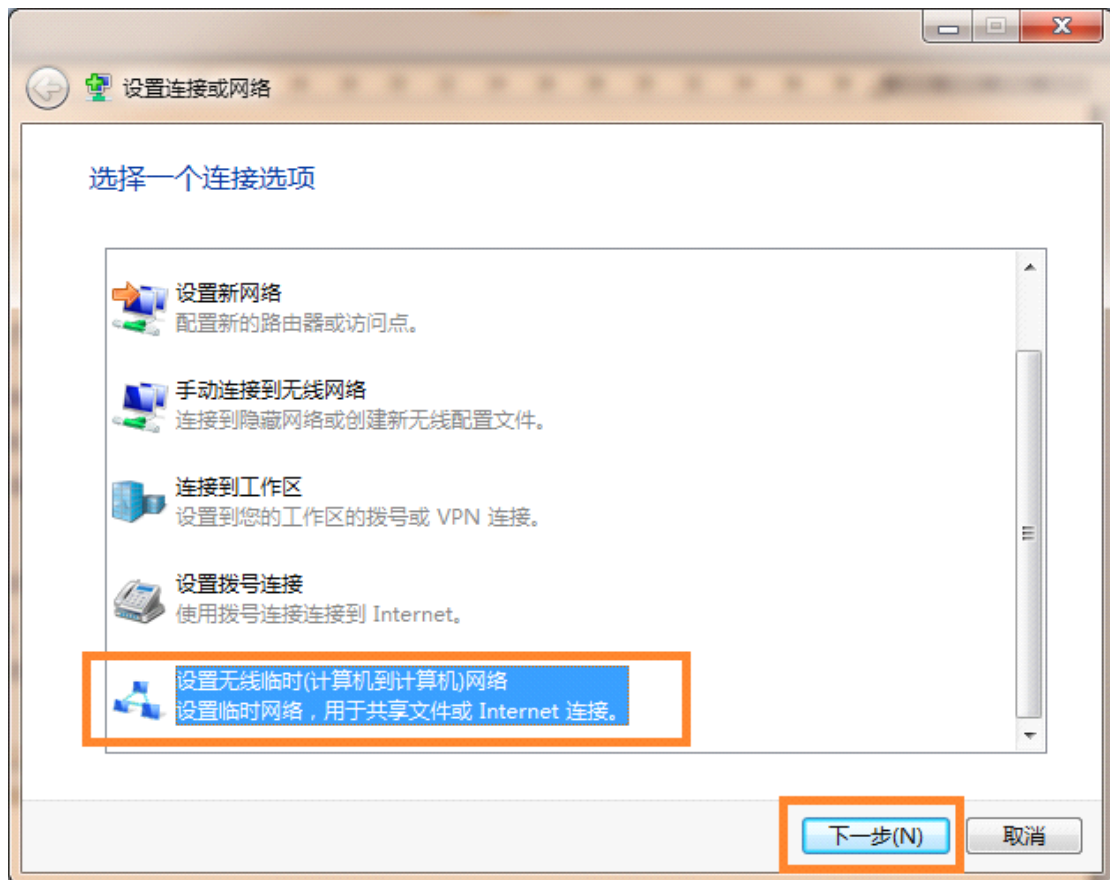 设置连接或网络
选择一个连接选项
设置新网络
配置新的路由器或访问点。
手动连接到无线网络
连接到隐藏网络或创建新无线配置文件。
连接到工作区
设置到您的工作区的拨号或 VPN 连接。
设置拨号连接
使用拨号连接连接到 Internet。
设置无线临时(计算机到计算机)网络
设置临时网络，用于共享文件或 Internet 连接。
下一步(N)
取消